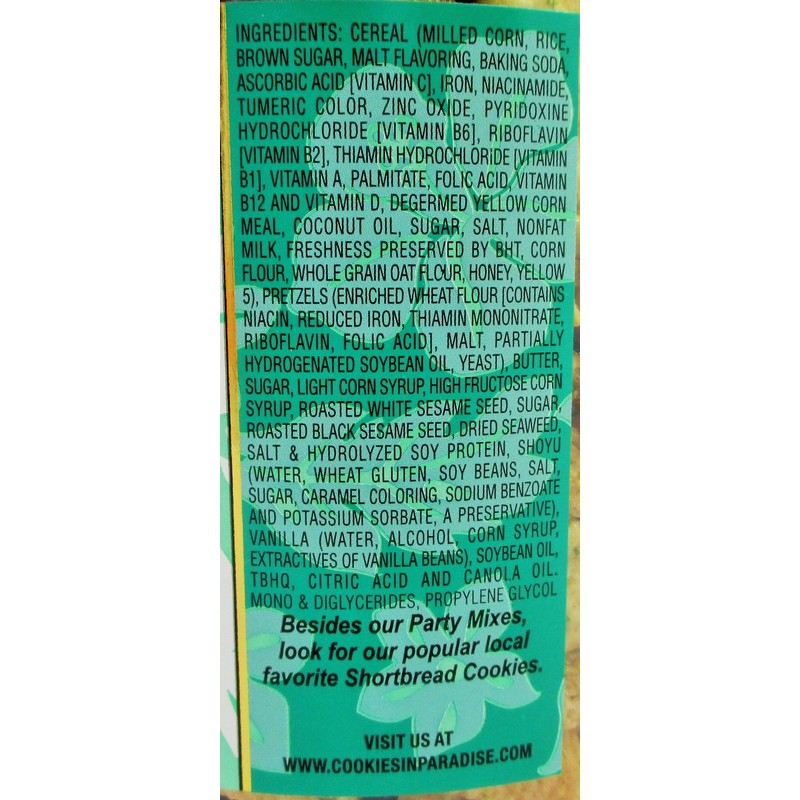 INGREDIENTS: CEREAL (MILLED CORN, RICE,
BROWN SUGAR, MALT FLAVORING, BAKING SODA,
ASCORBIC ACID [VITAMIN C], IRON, NIACINAMIDE,
TUMERIC COLOR, ZINC OXIDE, PYRIDOXINE
HYDROCHLORIDE [VITAMIN B6], RIBOFLAVIN
[VITAMIN B2], THIAMIN HYDROCHLORIDE [VITAMIN
B1], VITAMIN A, PALMITATE, FOLIC ACID, VITAMIN
B12 AND VITAMIN D, DEGERMED YELLOW CORN
MEAL, COCONUT OIL, SUGAR, SALT, NONFAT
MILK, FRESHNESS PRESERVED BY BHT, CORN
FLOUR, WHOLE GRAIN OAT FLOUR, HONEY, YELLOW
5), PRETZELS (ENRICHED WHEAT FLOUR [CONTAINS
NIACIN, REDUCED IRON, THIAMIN MONONITRATE,
RIBOFLAVIN, FOLIC ACID], MALT, PARTIALLY
HYDROGENATED SOYBEAN OIL, YEAST), BUTTER,
SUGAR, LIGHT CORN SYRUP, HIGH FRUCTOSE CORN
SYRUP, ROASTED WHITE SESAME SEED, SUGAR,
ROASTED BLACK SESAME SEED, DRIED SEAWEED,
SALT & HYDROLYZED SOY PROTEIN, SHOYU
(WATER, WHEAT GLUTEN, SOY BEANS, SALT,
SUGAR, CARAMEL COLORING, SODIUM BENZOATE
AND POTASSIUM SORBATE, A PRESERVATIVE),
VANILLA (WATER, ALCOHOL, CORN SYRUP,
EXTRACTIVES OF VANILLA BEANS), SOYBEAN OIL,
TBHQ, CITRIC ACID AND CANOLA OIL.
MONO & DIGLYCERIDES, PROPYLENE GLYCOL
Besides our Party Mixes,
look for our popular local
favorite Shortbread Cookies.
VISIT US AT
WWW.COOKIESINPARADISE.COM